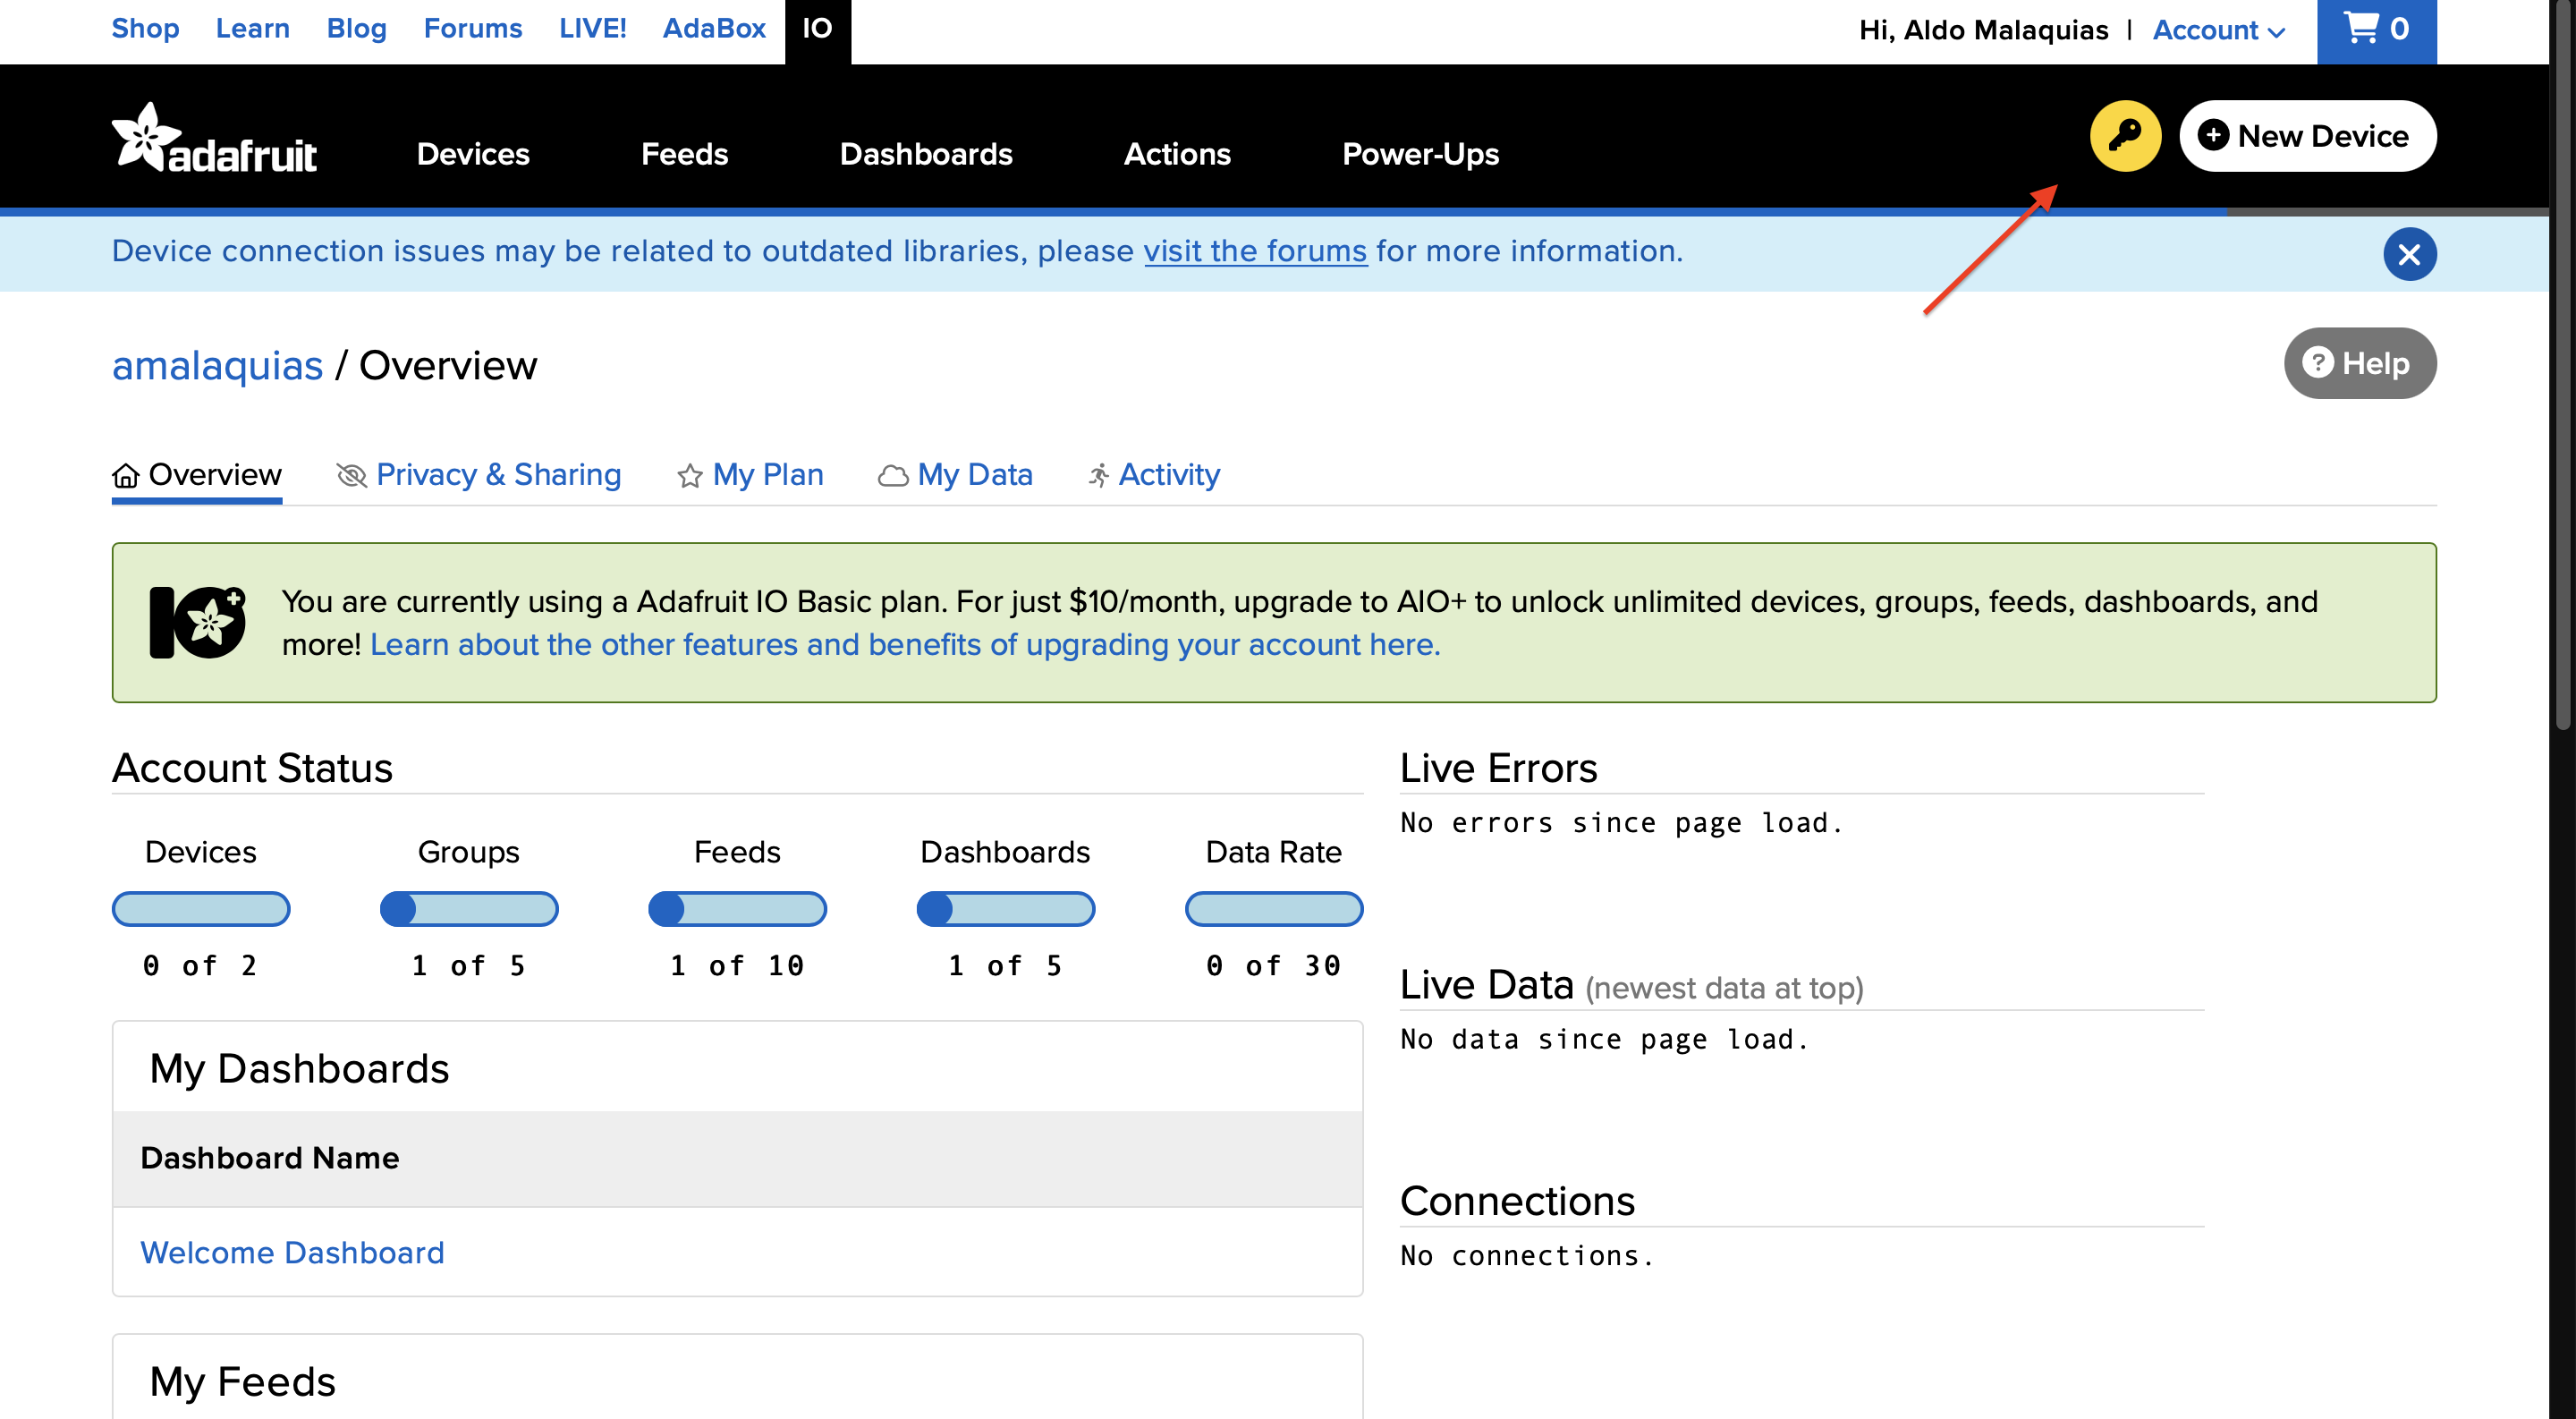 Shop Learn Blog Forums LIVE! AdaBox IO Hi, Aldo Malaquias | Account 0
adafruit Devices Feeds Dashboards Actions Power-Ups New Device
Device connection issues may be related to outdated libraries, please visit the forums for more information.
amalaquias / Overview Help
Overview Privacy & Sharing My Plan My Data Activity
You are currently using a Adafruit IO Basic plan. For just $10/month, upgrade to AIO+ to unlock unlimited devices, groups, feeds, dashboards, and
more! Learn about the other features and benefits of upgrading your account here.
Account Status
Devices Groups Feeds Dashboards Data Rate
0 of 2 1 of 5 1 of 10 1 of 5 0 of 30
My Dashboards
Dashboard Name
Welcome Dashboard
My Feeds
Live Errors
No errors since page load.
Live Data (newest data at top)
No data since page load.
Connections
No connections.